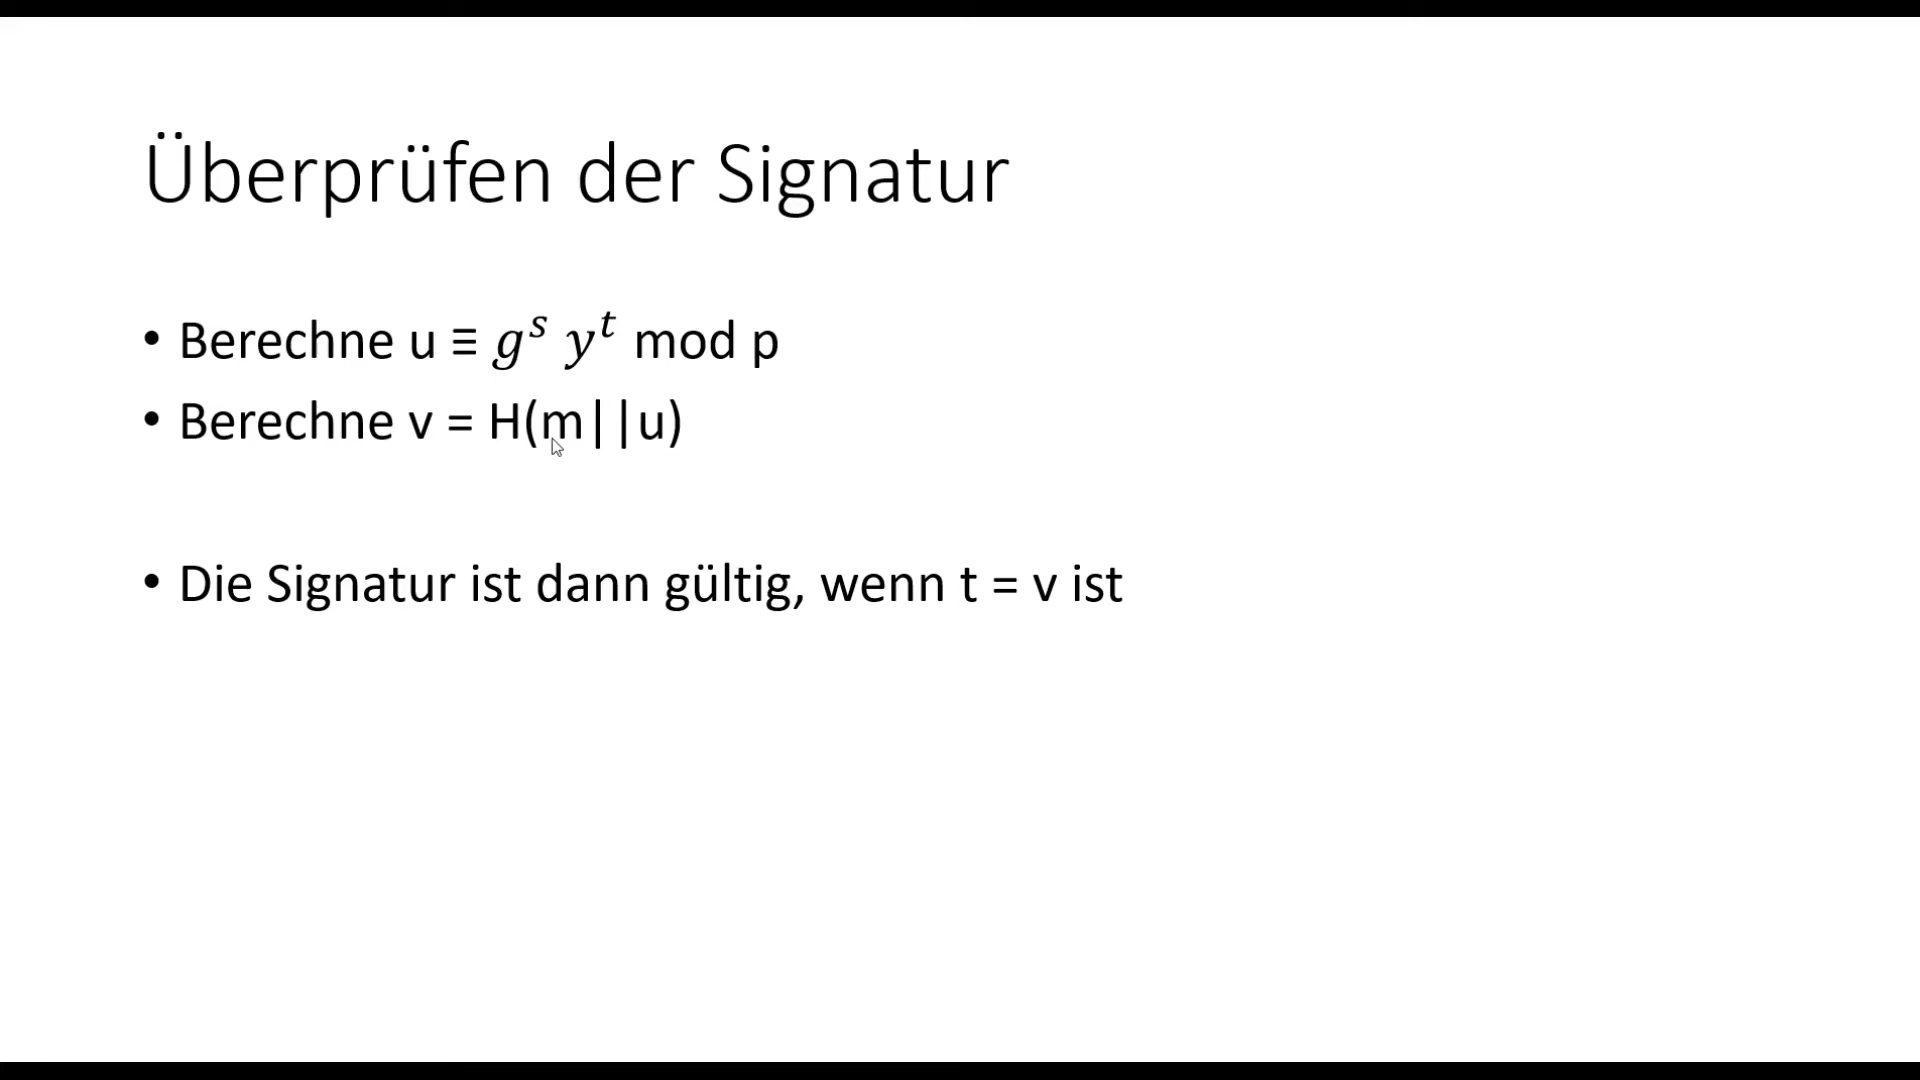 Überprüfen der Signatur
• Berechne u ≡ g^s y^t mod p
• Berechne v = H(m||u)
• Die Signatur ist dann gültig, wenn t = v ist